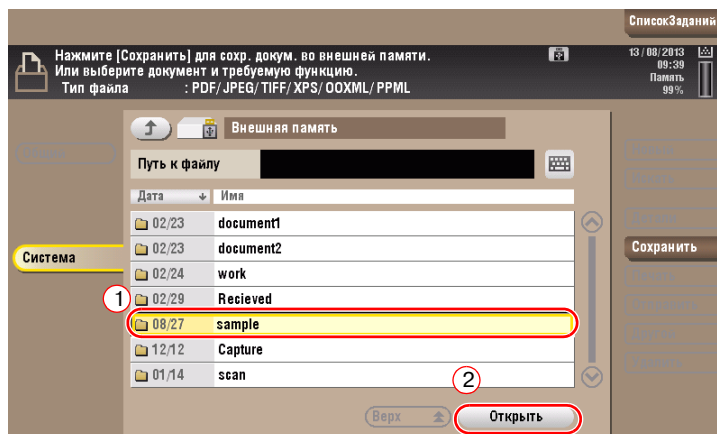 СписокЗаданий
Нажмите [Сохранить] для сохр. докум. во внешней памяти.
Или выберите документ и требуемую функцию.
Тип файла : PDF/JPEG/TIFF/XPS/OOXML/PPML
13/08/2013
09:39
Память
99%
Внешняя память
Путь к файлу
Дата Имя
02/23 document1
02/23 document2
Система
Сохранить
02/24 work
1
02/29 Recieved
08/27 sample
12/12 Capture
01/14 scan
2
Верх
Открыть